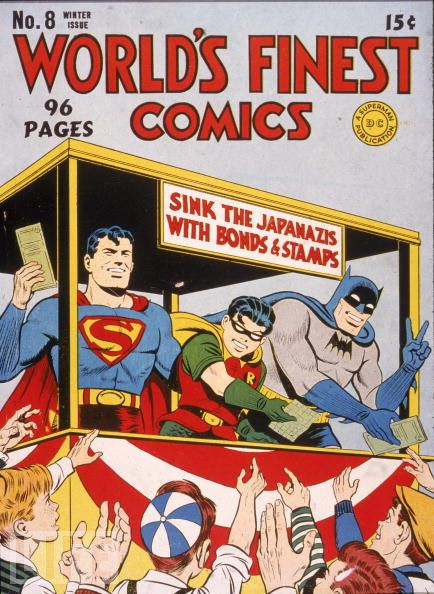 No. 8 WINTER ISSUE 15¢
WORLD'S FINEST
COMICS
96
PAGES
A SUPERMAN PUBLICATION
DC
SINK THE JAPANAZIS
WITH BONDS & STAMPS
S
R
LIFE